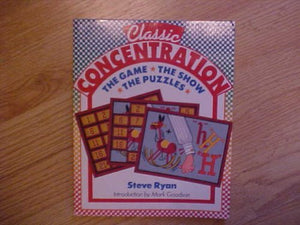 Classic
CONCENTRATION
THE GAME ★ THE SHOW
★ THE PUZZLES ★
Steve Ryan
Introduction by Mark Goodson